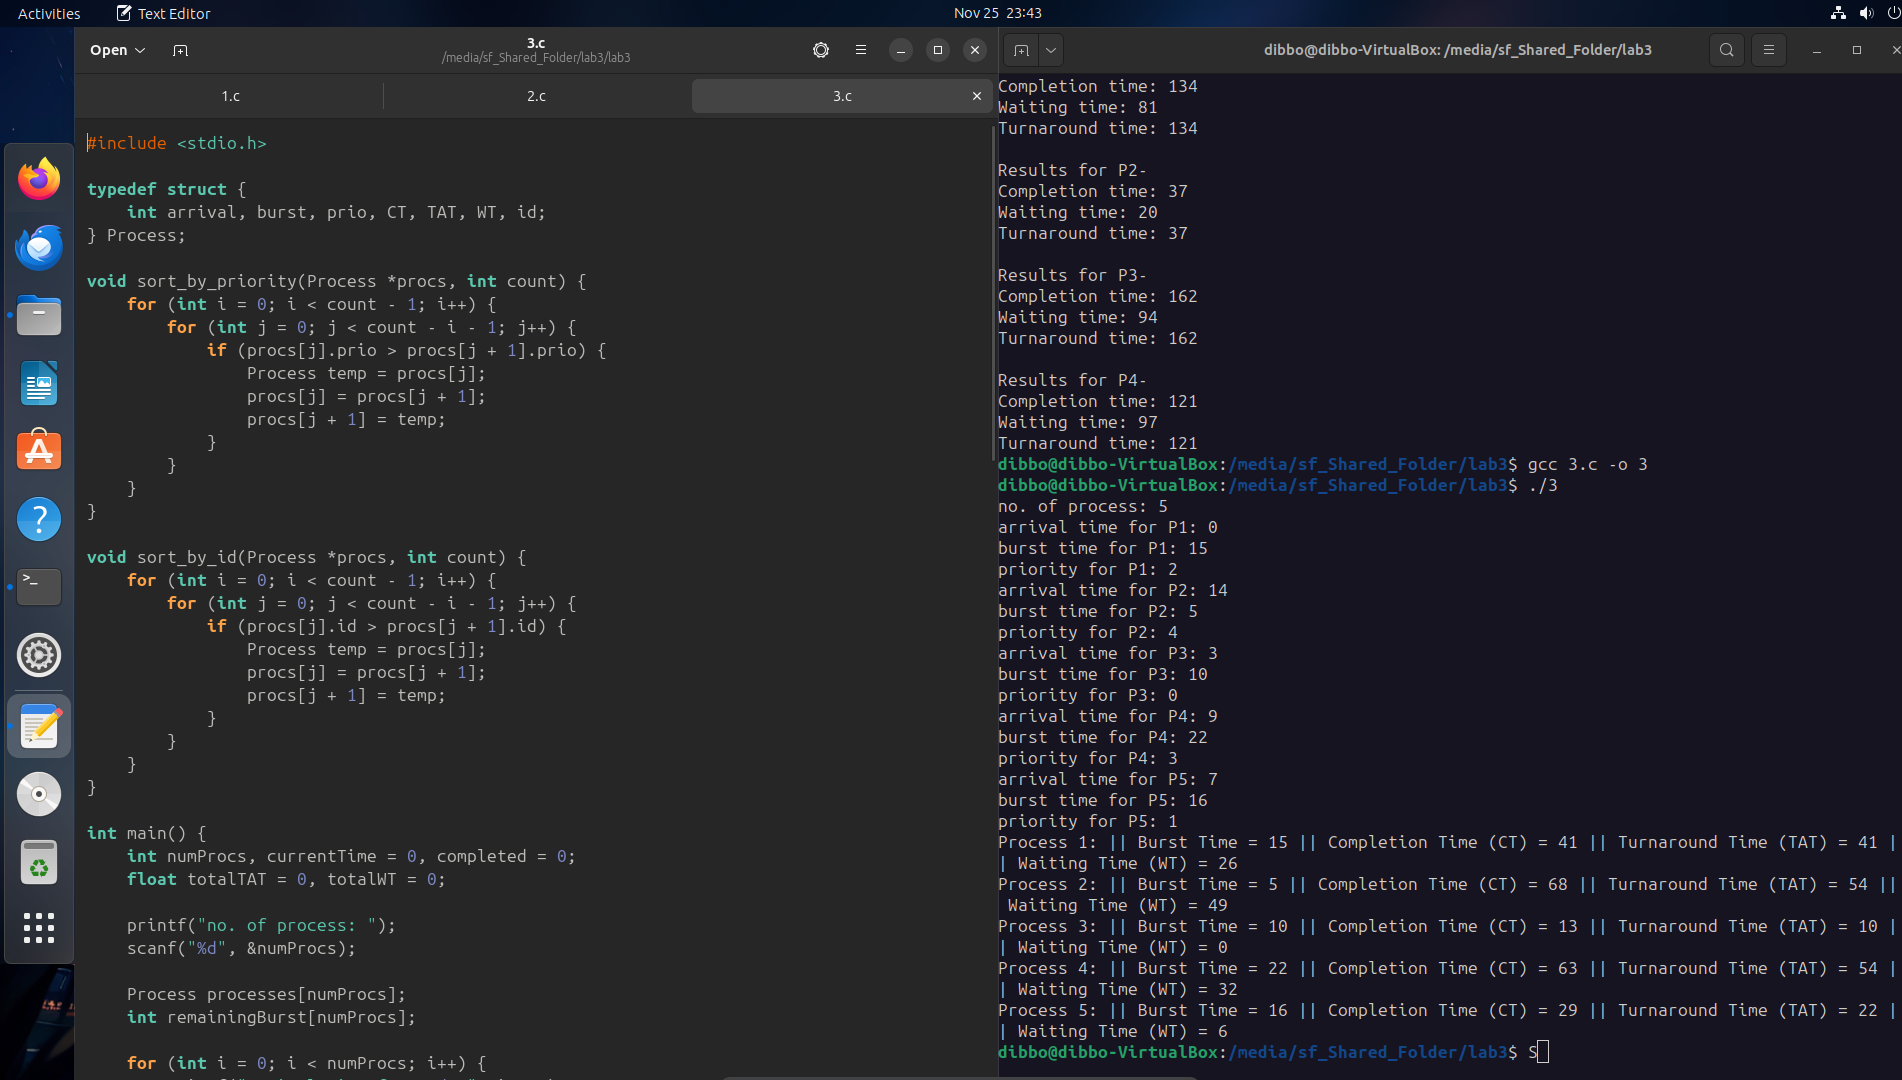 Activities
Text Editor
Nov 25 23:43
Open
3.c
/media/sf_Shared_Folder/lab3/lab3
1.c
2.c
3.c
#include <stdio.h>
typedef struct {
    int arrival, burst, prio, CT, TAT, WT, id;
} Process;
void sort_by_priority(Process *procs, int count) {
    for (int i = 0; i < count - 1; i++) {
        for (int j = 0; j < count - i - 1; j++) {
            if (procs[j].prio > procs[j + 1].prio) {
                Process temp = procs[j];
                procs[j] = procs[j + 1];
                procs[j + 1] = temp;
            }
        }
    }
}
void sort_by_id(Process *procs, int count) {
    for (int i = 0; i < count - 1; i++) {
        for (int j = 0; j < count - i - 1; j++) {
            if (procs[j].id > procs[j + 1].id) {
                Process temp = procs[j];
                procs[j] = procs[j + 1];
                procs[j + 1] = temp;
            }
        }
    }
}
int main() {
    int numProcs, currentTime = 0, completed = 0;
    float totalTAT = 0, totalWT = 0;
    printf("no. of process: ");
    scanf("%d", &numProcs);
    Process processes[numProcs];
    int remainingBurst[numProcs];
    for (int i = 0; i < numProcs; i++) {
dibbo@dibbo-VirtualBox: /media/sf_Shared_Folder/lab3
Completion time: 134
Waiting time: 81
Turnaround time: 134
Results for P2-
Completion time: 37
Waiting time: 20
Turnaround time: 37
Results for P3-
Completion time: 162
Waiting time: 94
Turnaround time: 162
Results for P4-
Completion time: 121
Waiting time: 97
Turnaround time: 121
dibbo@dibbo-VirtualBox:/media/sf_Shared_Folder/lab3$ gcc 3.c -o 3
dibbo@dibbo-VirtualBox:/media/sf_Shared_Folder/lab3$ ./3
no. of process: 5
arrival time for P1: 0
burst time for P1: 15
priority for P1: 2
arrival time for P2: 14
burst time for P2: 5
priority for P2: 4
arrival time for P3: 3
burst time for P3: 10
priority for P3: 0
arrival time for P4: 9
burst time for P4: 22
priority for P4: 3
arrival time for P5: 7
burst time for P5: 16
priority for P5: 1
Process 1: || Burst Time = 15 || Completion Time (CT) = 41 || Turnaround Time (TAT) = 41 |
| Waiting Time (WT) = 26
Process 2: || Burst Time = 5 || Completion Time (CT) = 68 || Turnaround Time (TAT) = 54 ||
 Waiting Time (WT) = 49
Process 3: || Burst Time = 10 || Completion Time (CT) = 13 || Turnaround Time (TAT) = 10 |
| Waiting Time (WT) = 0
Process 4: || Burst Time = 22 || Completion Time (CT) = 63 || Turnaround Time (TAT) = 54 |
| Waiting Time (WT) = 32
Process 5: || Burst Time = 16 || Completion Time (CT) = 29 || Turnaround Time (TAT) = 22 |
| Waiting Time (WT) = 6
dibbo@dibbo-VirtualBox:/media/sf_Shared_Folder/lab3$ S